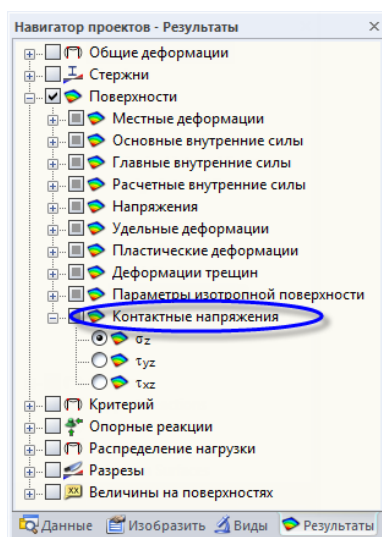 Навигатор проектов - Результаты
Общие деформации
Стержни
Поверхности
Местные деформации
Основные внутренние силы
Главные внутренние силы
Расчетные внутренние силы
Напряжения
Удельные деформации
Пластические деформации
Деформации трещин
Параметры изотропной поверхности
Контактные напряжения
σz
τyz
τxz
Критерий
Опорные реакции
Распределение нагрузки
Разрезы
xx Величины на поверхностях
Данные Изобразить Виды Результаты